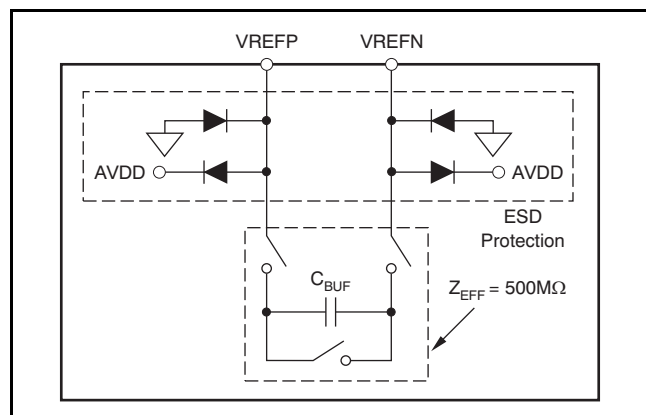 VREFP VREFN
AVDD AVDD
ESD
Protection
C_BUF Z_EFF = 500MΩ